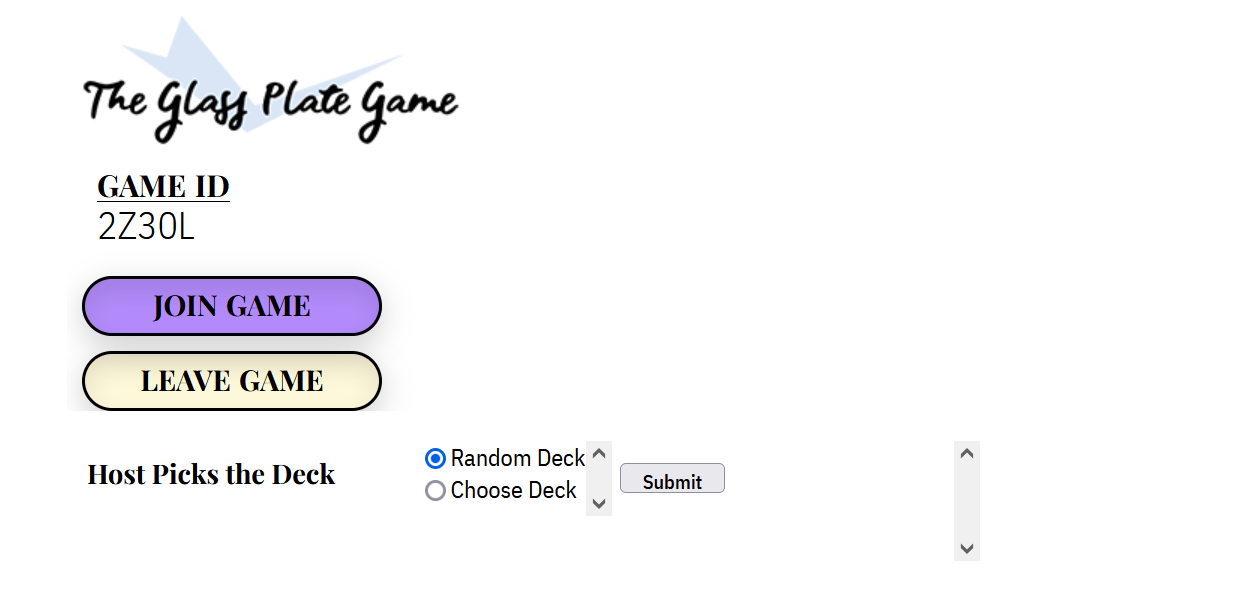 The Glass Plate Game
GAME ID
2Z30L
JOIN GAME
LEAVE GAME
Host Picks the Deck
Random Deck
Choose Deck
Submit